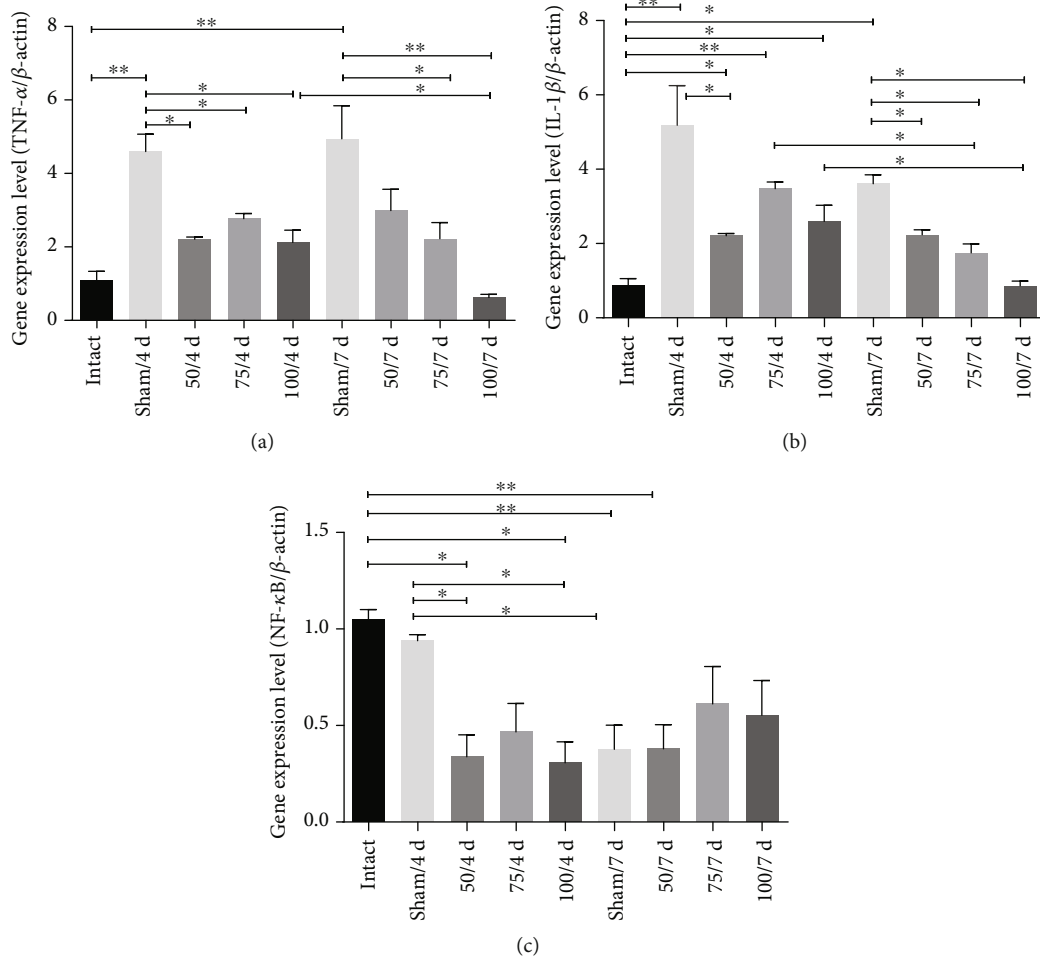 Gene expression level (TNF-α/β-actin)
8
6
4
2
0
**
**
**
*
*
*
*
*
Intact
Sham/4 d
50/4 d
75/4 d
100/4 d
Sham/7 d
50/7 d
75/7 d
100/7 d
(a)
Gene expression level (IL-1β/β-actin)
8
6
4
2
0
**
*
*
**
*
*
*
*
*
*
*
Intact
Sham/4 d
50/4 d
75/4 d
100/4 d
Sham/7 d
50/7 d
75/7 d
100/7 d
(b)
Gene expression level (NF-κB/β-actin)
1.5
1.0
0.5
0.0
**
**
*
*
*
*
*
Intact
Sham/4 d
50/4 d
75/4 d
100/4 d
Sham/7 d
50/7 d
75/7 d
100/7 d
(c)